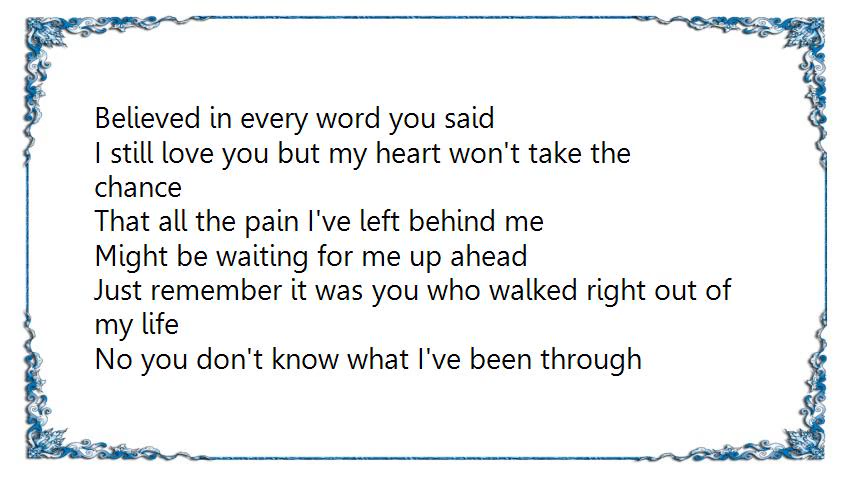 Believed in every word you said
I still love you but my heart won't take the
chance
That all the pain I've left behind me
Might be waiting for me up ahead
Just remember it was you who walked right out of
my life
No you don't know what I've been through